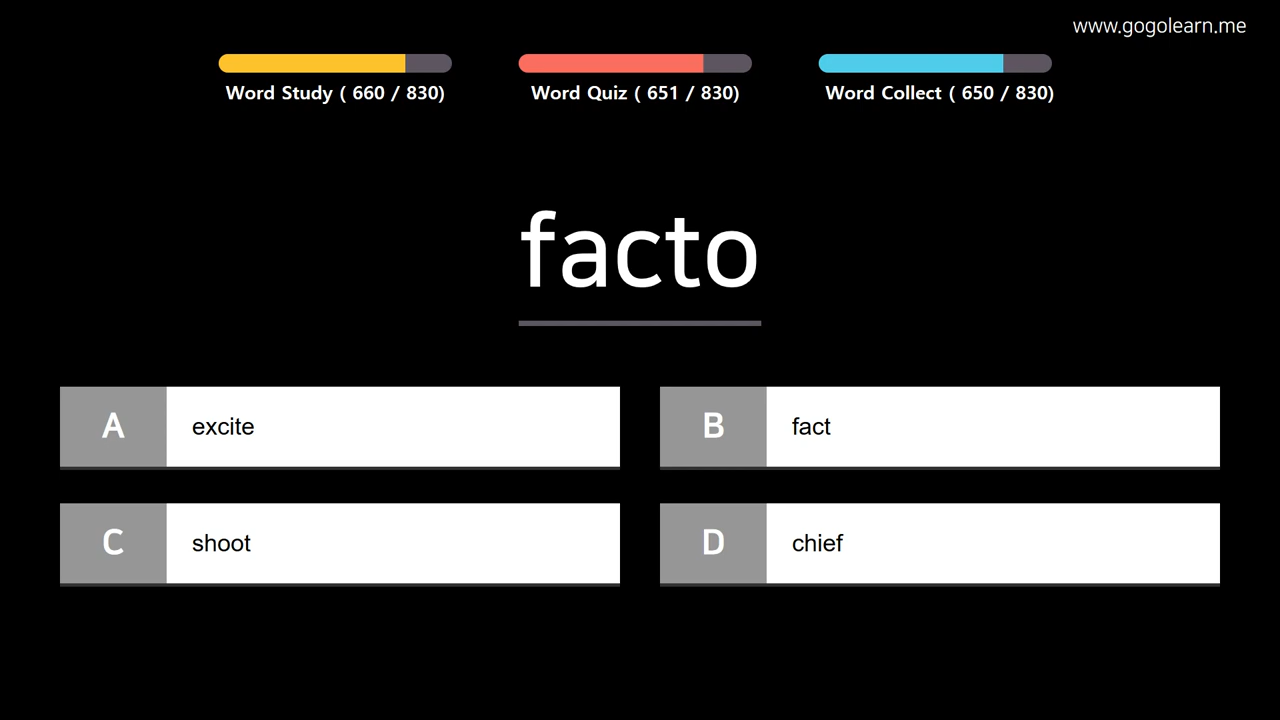 www.gogolearn.me
Word Study ( 660 / 830)
Word Quiz ( 651 / 830)
Word Collect ( 650 / 830)
facto
A
excite
B
fact
C
shoot
D
chief